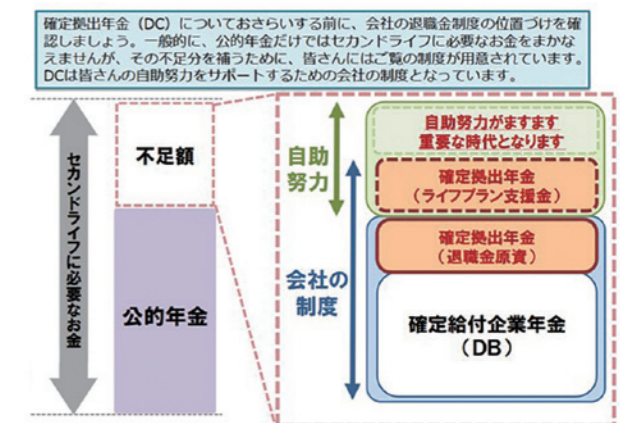 確定拠出年金（DC）についておさらいする前に、会社の退職金制度の位置づけを確
認しましょう。一般的に、公的年金だけではセカンドライフに必要なお金をまかな
えませんが、その不足分を補うために、皆さんにはご覧の制度が用意されています。
DCは皆さんの自助努力をサポートするための会社の制度となっています。
セカンドライフに必要なお金
不足額
公的年金
自助
努力
会社の
制度
自助努力がますます
重要な時代となります
確定拠出年金
（ライフプラン支援金）
確定拠出年金
（退職金原資）
確定給付企業年金
（DB）